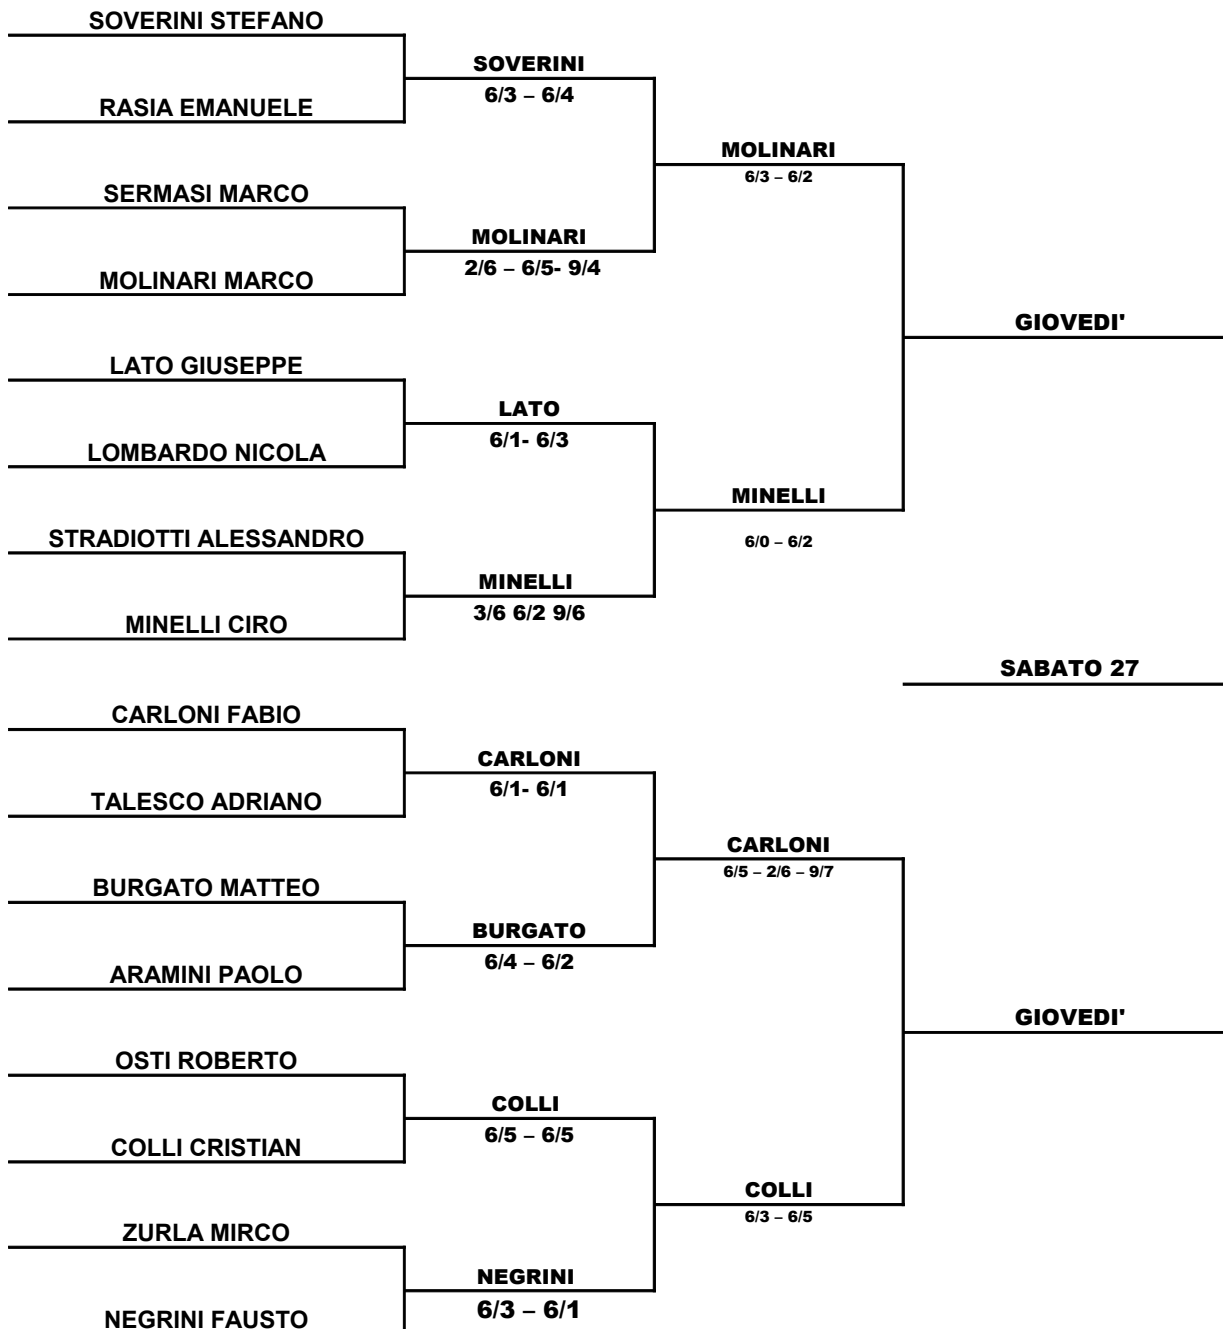 SOVERINI STEFANO
SOVERINI
6/3 – 6/4
RASIA EMANUELE
MOLINARI
6/3 – 6/2
SERMASI MARCO
MOLINARI
2/6 – 6/5- 9/4
MOLINARI MARCO
GIOVEDI'
LATO GIUSEPPE
LATO
6/1- 6/3
LOMBARDO NICOLA
MINELLI
6/0 – 6/2
STRADIOTTI ALESSANDRO
MINELLI
3/6 6/2 9/6
MINELLI CIRO
SABATO 27
CARLONI FABIO
CARLONI
6/1- 6/1
TALESCO ADRIANO
CARLONI
6/5 – 2/6 – 9/7
BURGATO MATTEO
BURGATO
6/4 – 6/2
ARAMINI PAOLO
GIOVEDI'
OSTI ROBERTO
COLLI
6/5 – 6/5
COLLI CRISTIAN
COLLI
6/3 – 6/5
ZURLA MIRCO
NEGRINI
6/3 – 6/1
NEGRINI FAUSTO